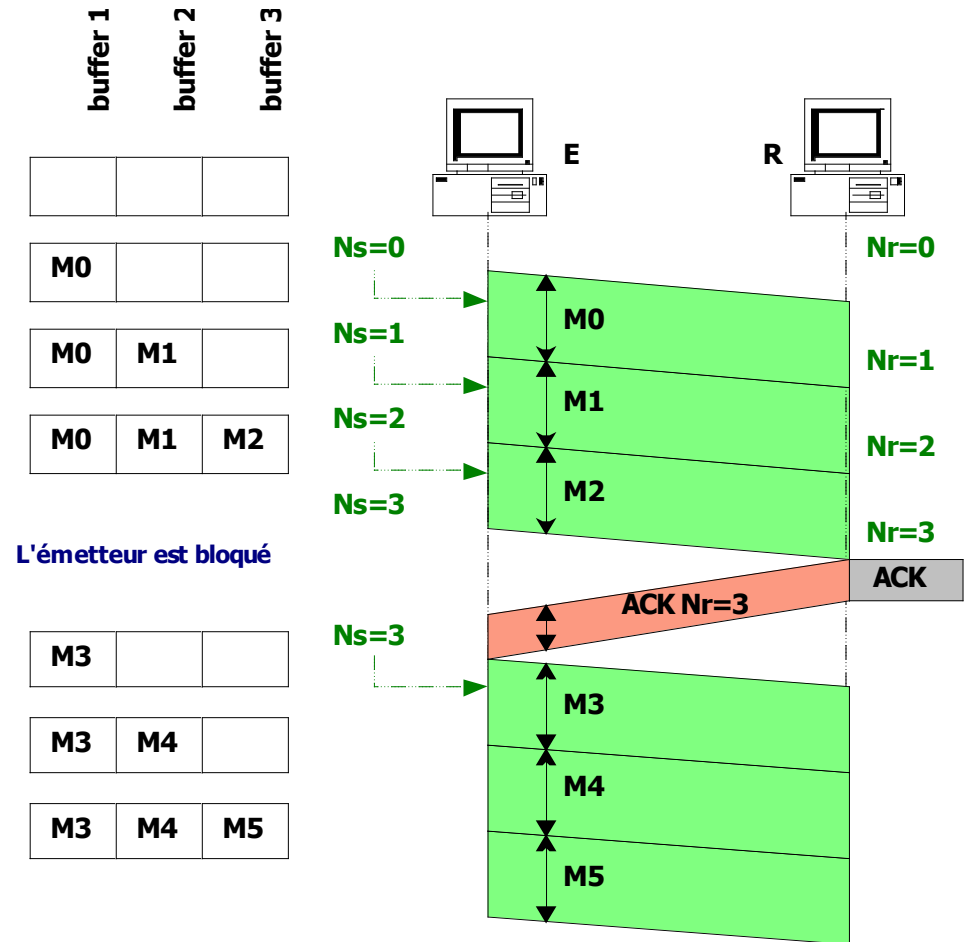 buffer 1
buffer 2
buffer 3
E
R
Ns=0
Nr=0
M0
M0
Ns=1
M0 M1
Nr=1
M1
Ns=2
M0 M1 M2
Nr=2
M2
Ns=3
Nr=3
L'émetteur est bloqué
ACK
ACK Nr=3
Ns=3
M3
M3
M3 M4
M4
M3 M4 M5
M5